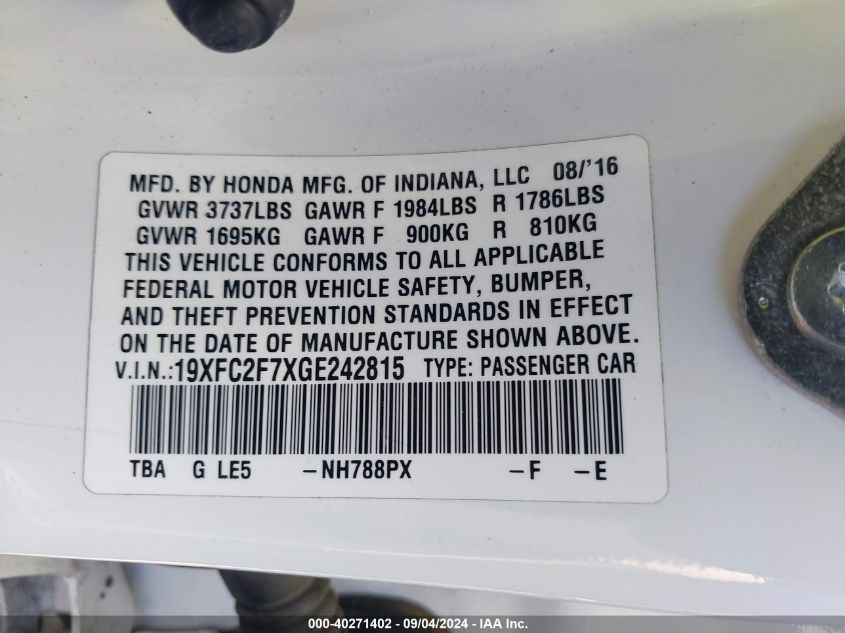 MFD. BY HONDA MFG. OF INDIANA, LLC 08/'16
GVWR 3737LBS GAWR F 1984LBS R 1786LBS
GVWR 1695KG GAWR F 900KG R 810KG
THIS VEHICLE CONFORMS TO ALL APPLICABLE
FEDERAL MOTOR VEHICLE SAFETY, BUMPER,
AND THEFT PREVENTION STANDARDS IN EFFECT
ON THE DATE OF MANUFACTURE SHOWN ABOVE.
V.I.N.:19XFC2F7XGE242815 TYPE: PASSENGER CAR
TBA G LE5 -NH788PX -F -E
000-40271402 - 09/04/2024 - IAA Inc.